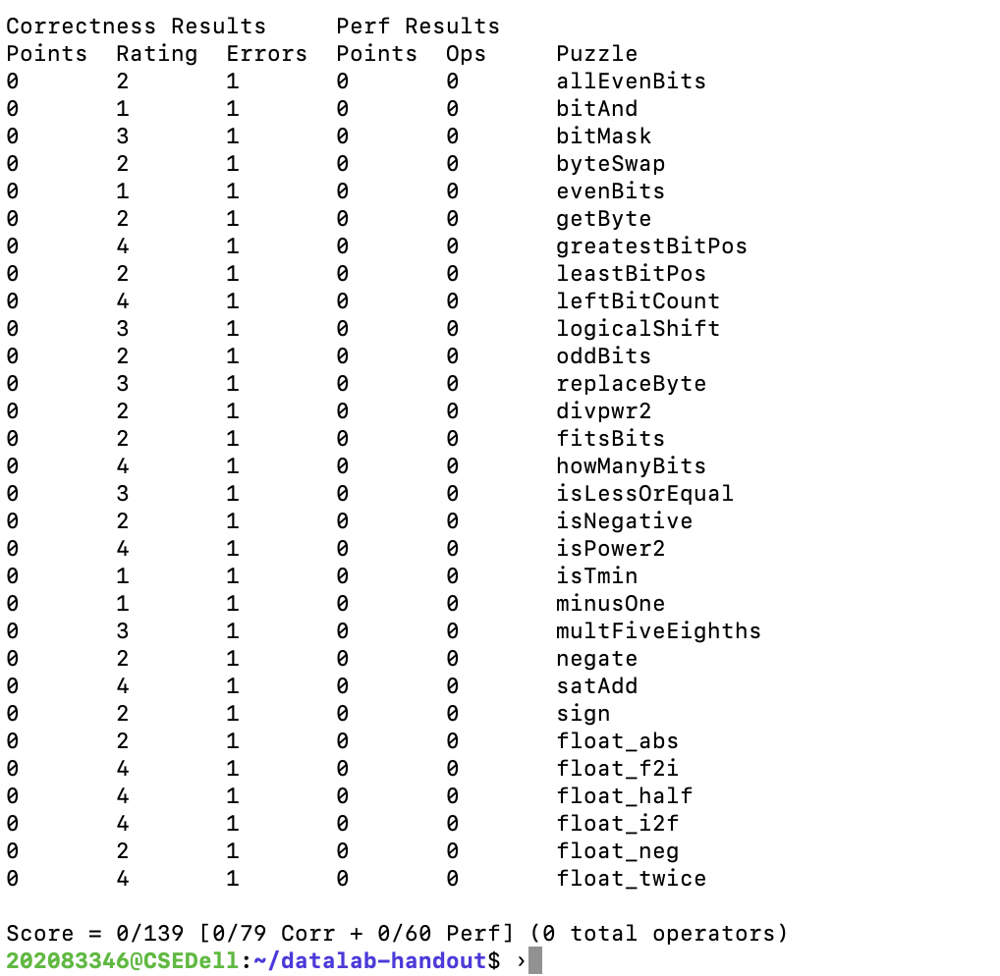 Correctness Results     Perf Results
Points  Rating  Errors  Points  Ops     Puzzle
0       2       1       0       0       allEvenBits
0       1       1       0       0       bitAnd
0       3       1       0       0       bitMask
0       2       1       0       0       byteSwap
0       1       1       0       0       evenBits
0       2       1       0       0       getByte
0       4       1       0       0       greatestBitPos
0       2       1       0       0       leastBitPos
0       4       1       0       0       leftBitCount
0       3       1       0       0       logicalShift
0       2       1       0       0       oddBits
0       3       1       0       0       replaceByte
0       2       1       0       0       divpwr2
0       2       1       0       0       fitsBits
0       4       1       0       0       howManyBits
0       3       1       0       0       isLessOrEqual
0       2       1       0       0       isNegative
0       4       1       0       0       isPower2
0       1       1       0       0       isTmin
0       1       1       0       0       minusOne
0       3       1       0       0       multFiveEighths
0       2       1       0       0       negate
0       4       1       0       0       satAdd
0       2       1       0       0       sign
0       2       1       0       0       float_abs
0       4       1       0       0       float_f2i
0       4       1       0       0       float_half
0       4       1       0       0       float_i2f
0       2       1       0       0       float_neg
0       4       1       0       0       float_twice
Score = 0/139 [0/79 Corr + 0/60 Perf] (0 total operators)
202083346@CSEDell:~/datalab-handout$ ›